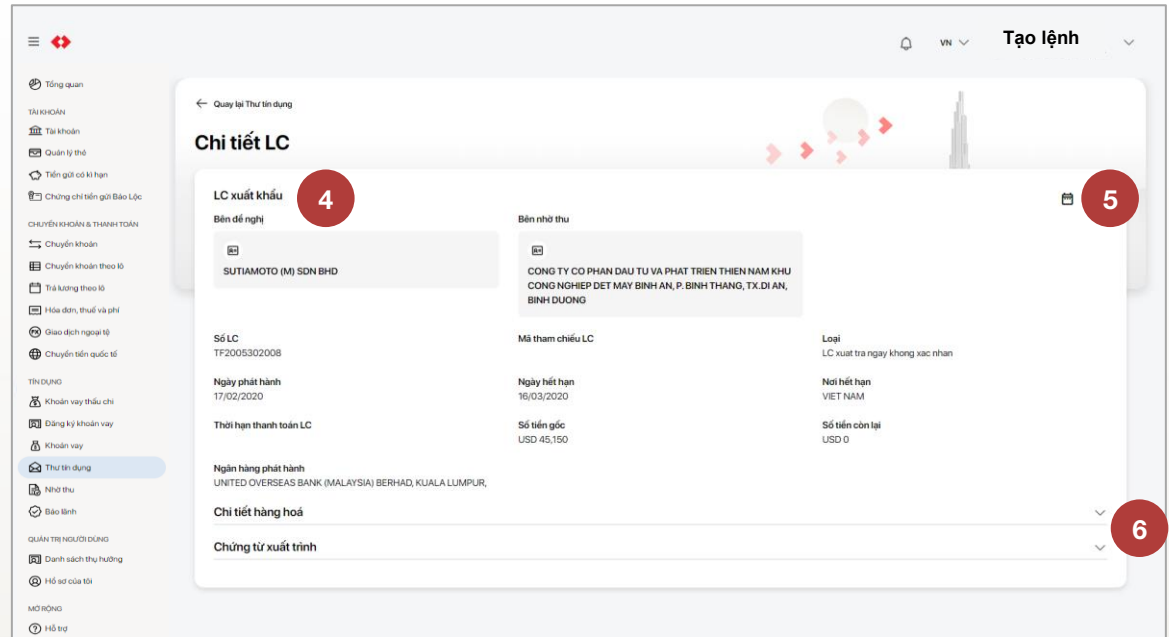 VN
Tạo lệnh
Tổng quan
TÀI KHOẢN
Tài khoản
Quản lý thẻ
Tiền gửi có kì hạn
Chứng chỉ tiền gửi Bảo Lộc
CHUYỂN KHOẢN & THANH TOÁN
Chuyển khoản
Chuyển khoản theo lô
Trả lương theo lô
Hóa đơn, thuế và phí
Giao dịch ngoại tệ
Chuyển tiền quốc tế
TÍN DỤNG
Khoản vay thấu chi
Đăng ký khoản vay
Khoản vay
Thư tín dụng
Nhờ thu
Bảo lãnh
QUẢN TRỊ NGƯỜI DÙNG
Danh sách thụ hưởng
Hồ sơ của tôi
MỞ RỘNG
Hỗ trợ
Quay lại Thư tín dụng
Chi tiết LC
LC xuất khẩu
4
5
Bên đề nghị
Bên nhờ thu
SUTIAMOTO (M) SDN BHD
CONG TY CO PHAN DAU TU VA PHAT TRIEN THIEN NAM KHU
CONG NGHIEP DET MAY BINH AN, P. BINH THANG, TX.DI AN,
BINH DUONG
Số LC
Mã tham chiếu LC
Loại
TF2005302008
LC xuat tra ngay khong xac nhan
Ngày phát hành
Ngày hết hạn
Nơi hết hạn
17/02/2020
16/03/2020
VIET NAM
Thời hạn thanh toán LC
Số tiền gốc
Số tiền còn lại
USD 45,150
USD 0
Ngân hàng phát hành
UNITED OVERSEAS BANK (MALAYSIA) BERHAD, KUALA LUMPUR,
Chi tiết hàng hoá
6
Chứng từ xuất trình